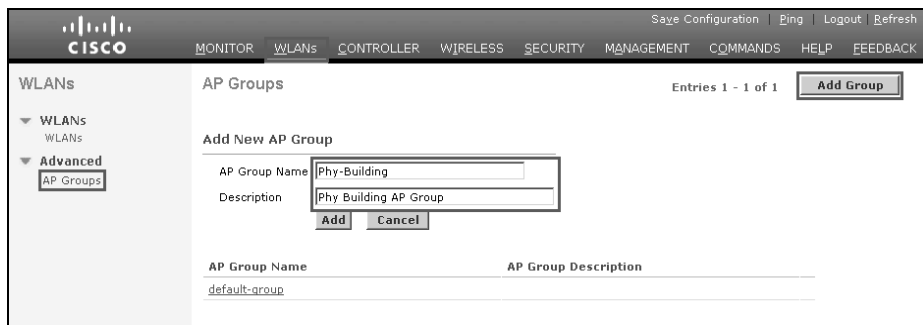 Save Configuration | Ping | Logout | Refresh
CISCO
MONITOR WLANs CONTROLLER WIRELESS SECURITY MANAGEMENT COMMANDS HELP FEEDBACK
WLANs
AP Groups
Entries 1 - 1 of 1
Add Group
WLANs
WLANs
Advanced
AP Groups
Add New AP Group
AP Group Name Phy-Building
Description Phy Building AP Group
Add Cancel
AP Group Name AP Group Description
default-group